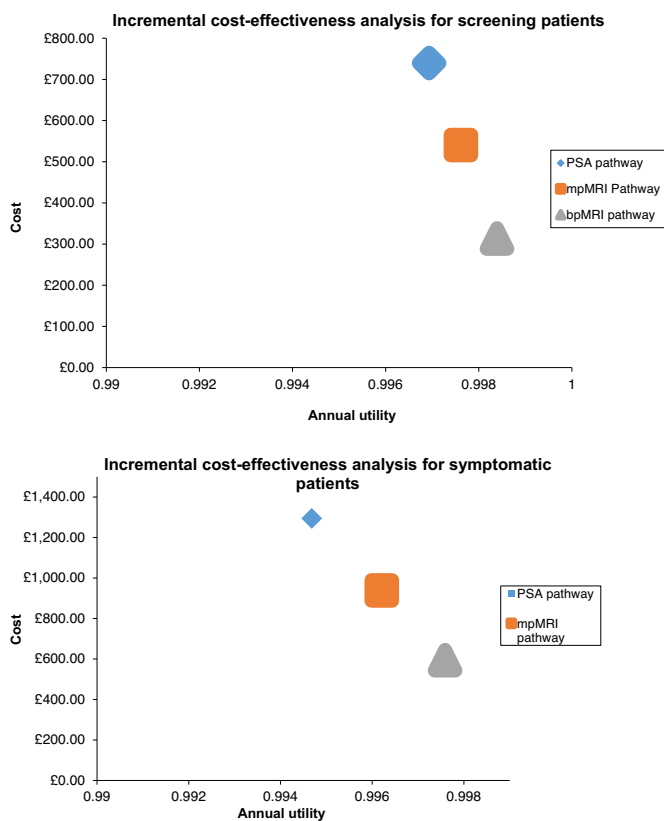 Incremental cost-effectiveness analysis for screening patients
£800.00
£700.00
£600.00
£500.00
£400.00
£300.00
£200.00
£100.00
£0.00
Cost
0.99 0.992 0.994 0.996 0.998 1
Annual utility
PSA pathway
mpMRI Pathway
bpMRI pathway
Incremental cost-effectiveness analysis for symptomatic
patients
£1,400.00
£1,200.00
£1,000.00
£800.00
£600.00
£400.00
£200.00
£0.00
Cost
0.99 0.992 0.994 0.996 0.998
Annual utility
PSA pathway
mpMRI
pathway